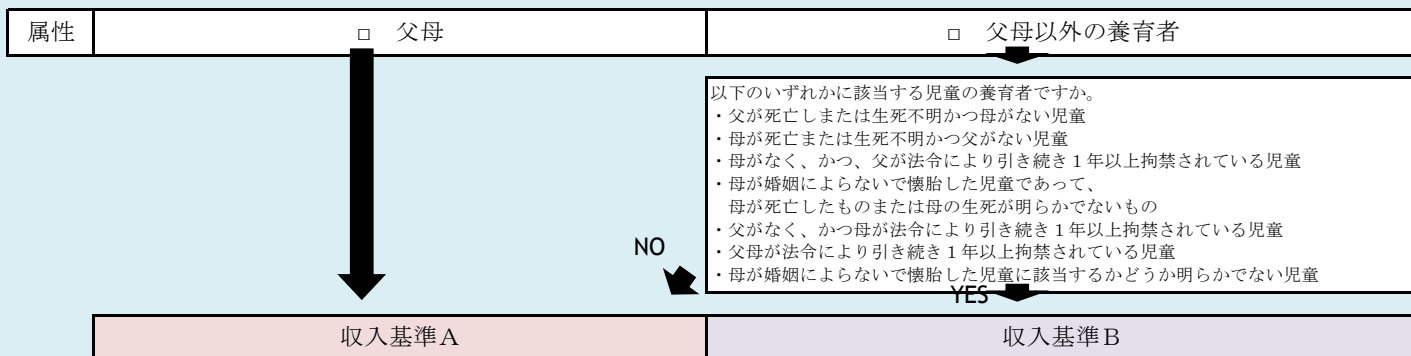 属性
□ 父母
□ 父母以外の養育者
以下のいずれかに該当する児童の養育者ですか。
・父が死亡しまたは生死不明かつ母がない児童
・母が死亡または生死不明かつ父がない児童
・母がなく、かつ、父が法令により引き続き１年以上拘禁されている児童
・母が婚姻によらないで懐胎した児童であって、
　母が死亡したものまたは母の生死が明らかでないもの
・父がなく、かつ母が法令により引き続き１年以上拘禁されている児童
・父母が法令により引き続き１年以上拘禁されている児童
・母が婚姻によらないで懐胎した児童に該当するかどうか明らかでない児童
NO
YES
収入基準Ａ
収入基準Ｂ